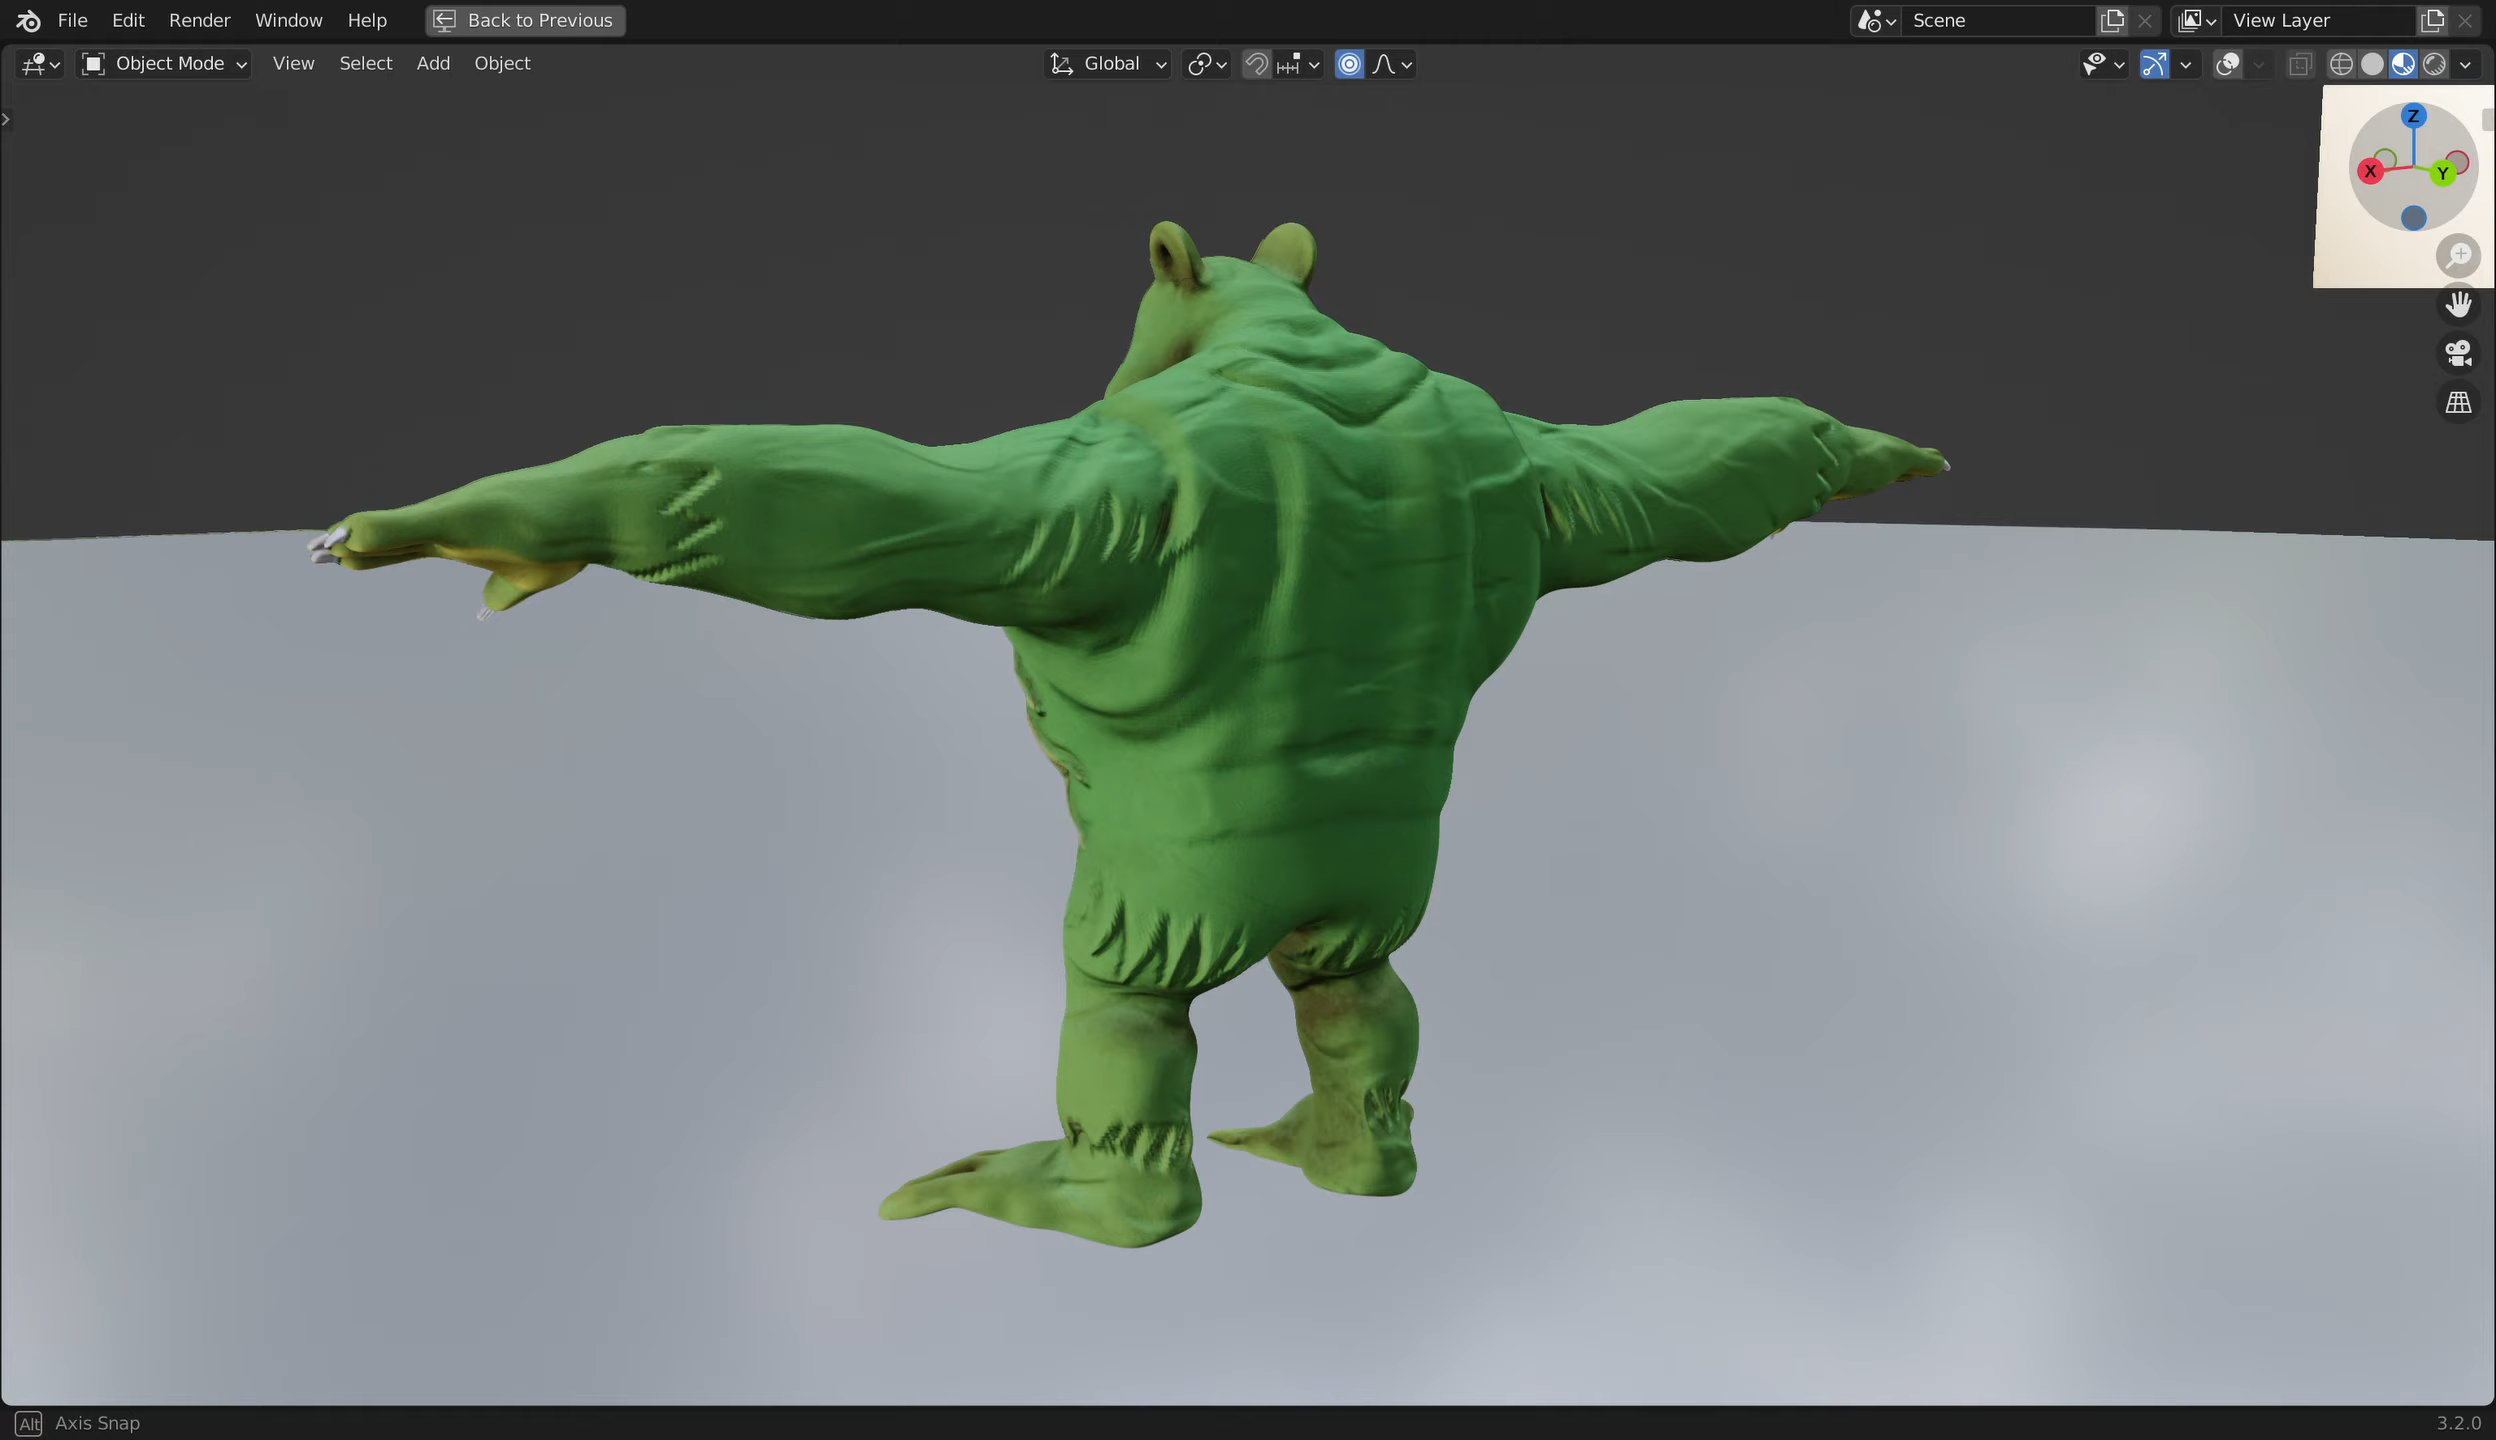 File Edit Render Window Help Back to Previous Scene View Layer
Object Mode View Select Add Object Global
Z
X Y
Alt Axis Snap 3.2.0